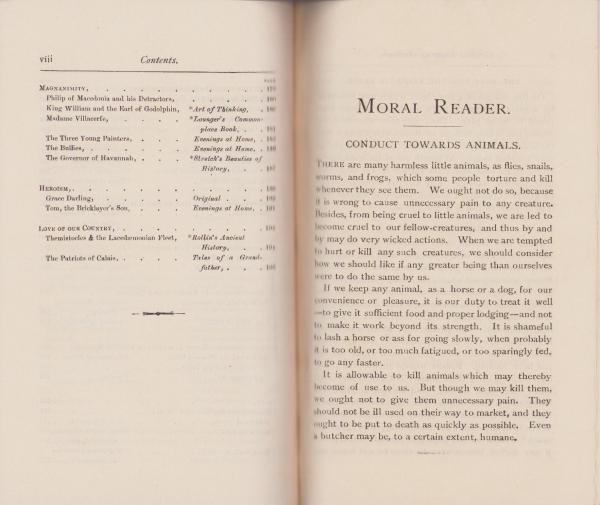 viii Contents.
MAGNANIMITY, . . . . . . . .
Philip of Macedonia and his Detractors, . . . . .
King William and the Earl of Godolphin, *Art of Thinking, .
Madame Villacerfe, . . . *Lounger's Common-
place Book, . .
The Three Young Painters, . . . Evenings at Home, .
The Bullies, . . . . Evenings at Home, .
The Governor of Havannah, . . . *Stretch's Beauties of
History, . .
HEROISM, . . . . . . . .
Grace Darling, . . . . Original . . .
Tom, the Bricklayer's Son, . . . Evenings at Home, .
LOVE OF OUR COUNTRY, . . . . . .
Themistocles & the Lacedæmonian Fleet, *Rollin's Ancient
History, . .
The Patriots of Calais, . . . . Tales of a Grand-
father, . . .
MORAL READER.
CONDUCT TOWARDS ANIMALS.
THERE are many harmless little animals, as flies, snails,
worms, and frogs, which some people torture and kill
whenever they see them. We ought not do so, because
it is wrong to cause unnecessary pain to any creature.
Besides, from being cruel to little animals, we are led to
become cruel to our fellow-creatures, and thus by and
by may do very wicked actions. When we are tempted
to hurt or kill any such creatures, we should consider
how we should like if any greater being than ourselves
were to do the same by us.
If we keep any animal, as a horse or a dog, for our
convenience or pleasure, it is our duty to treat it well
—to give it sufficient food and proper lodging—and not
to make it work beyond its strength. It is shameful
to lash a horse or ass for going slowly, when probably
it is too old, or too much fatigued, or too sparingly fed,
to go any faster.
It is allowable to kill animals which may thereby
become of use to us. But though we may kill them,
we ought not to give them unnecessary pain. They
should not be ill used on their way to market, and they
ought to be put to death as quickly as possible. Even
a butcher may be, to a certain extent, humane.